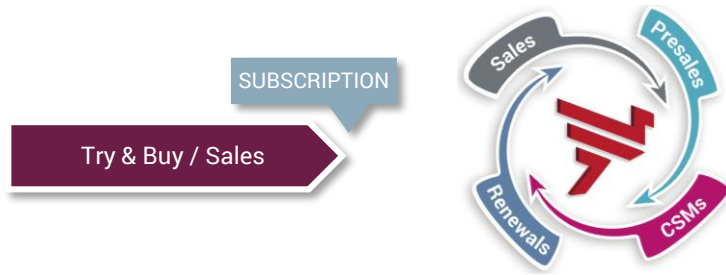 SUBSCRIPTION
Try & Buy / Sales
Sales
Presales
CSMs
Renewals